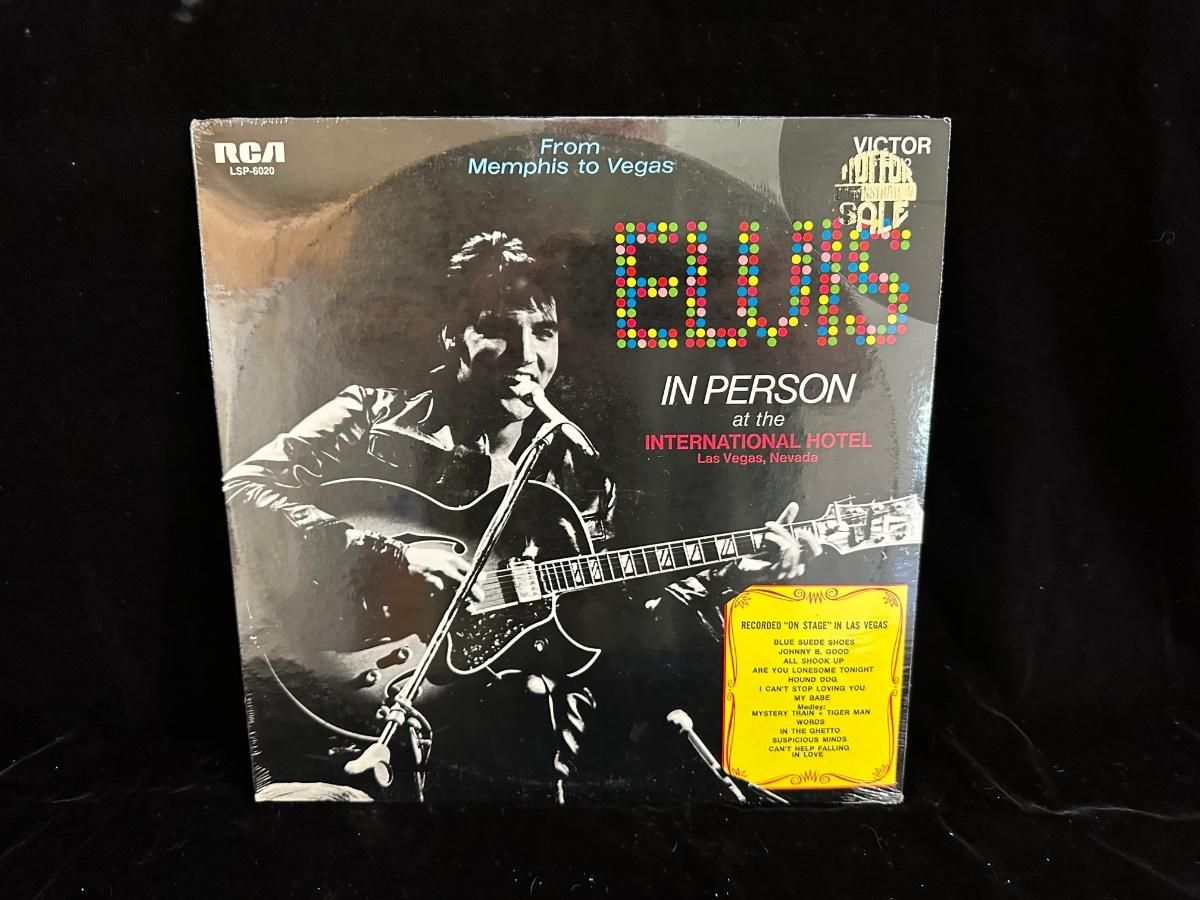 RCA
LSP-6020
From
Memphis to Vegas
VICTOR
SALE
ELVIS
IN PERSON
at the
INTERNATIONAL HOTEL
Las Vegas, Nevada
RECORDED "ON STAGE" IN LAS VEGAS
BLUE SUEDE SHOES
JOHNNY B. GOOD
ALL SHOOK UP
ARE YOU LONESOME TONIGHT
HOUND DOG
I CAN'T STOP LOVING YOU
MY BABE
Medley:
MYSTERY TRAIN • TIGER MAN
WORDS
IN THE GHETTO
SUSPICIOUS MINDS
CAN'T HELP FALLING
IN LOVE